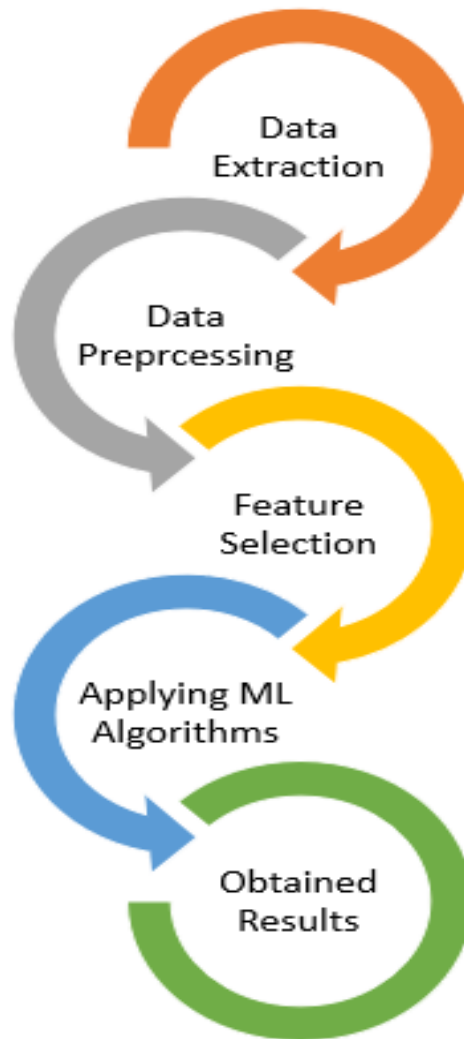 Data
Extraction
Data
Preprcessing
Feature
Selection
Applying ML
Algorithms
Obtained
Results